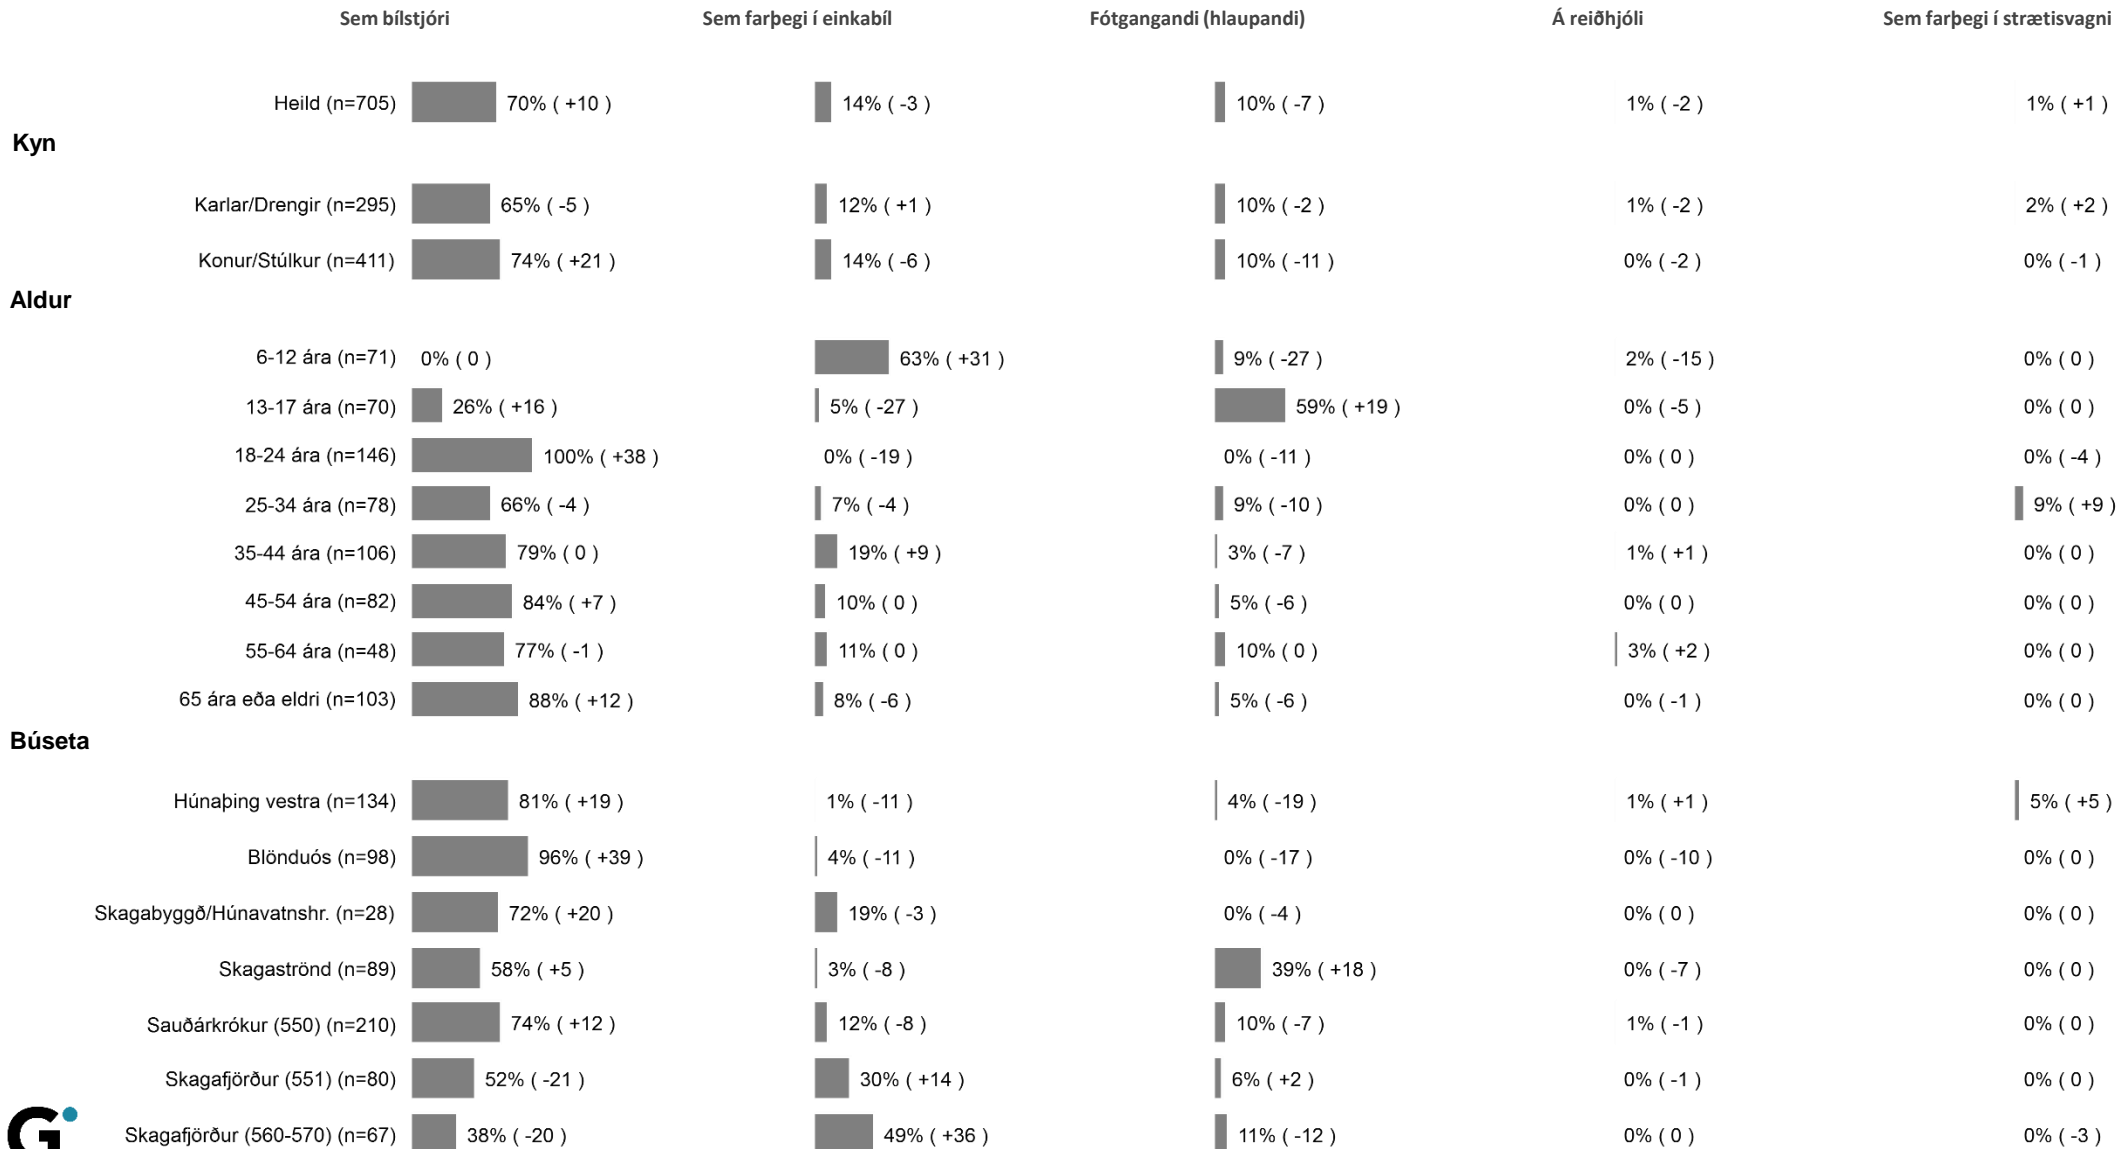 Sem bílstjóri Sem farþegi í einkabíl Fótgangandi (hlaupandi) Á reiðhjóli Sem farþegi í strætisvagni
Heild (n=705) 70% ( +10 ) 14% ( -3 ) 10% ( -7 ) 1% ( -2 ) 1% ( +1 )
Kyn
Karlar/Drengir (n=295) 65% ( -5 ) 12% ( +1 ) 10% ( -2 ) 1% ( -2 ) 2% ( +2 )
Konur/Stúlkur (n=411) 74% ( +21 ) 14% ( -6 ) 10% ( -11 ) 0% ( -2 ) 0% ( -1 )
Aldur
6-12 ára (n=71) 0% ( 0 ) 63% ( +31 ) 9% ( -27 ) 2% ( -15 ) 0% ( 0 )
13-17 ára (n=70) 26% ( +16 ) 5% ( -27 ) 59% ( +19 ) 0% ( -5 ) 0% ( 0 )
18-24 ára (n=146) 100% ( +38 ) 0% ( -19 ) 0% ( -11 ) 0% ( 0 ) 0% ( -4 )
25-34 ára (n=78) 66% ( -4 ) 7% ( -4 ) 9% ( -10 ) 0% ( 0 ) 9% ( +9 )
35-44 ára (n=106) 79% ( 0 ) 19% ( +9 ) 3% ( -7 ) 1% ( +1 ) 0% ( 0 )
45-54 ára (n=82) 84% ( +7 ) 10% ( 0 ) 5% ( -6 ) 0% ( 0 ) 0% ( 0 )
55-64 ára (n=48) 77% ( -1 ) 11% ( 0 ) 10% ( 0 ) 3% ( +2 ) 0% ( 0 )
65 ára eða eldri (n=103) 88% ( +12 ) 8% ( -6 ) 5% ( -6 ) 0% ( -1 ) 0% ( 0 )
Búseta
Húnaþing vestra (n=134) 81% ( +19 ) 1% ( -11 ) 4% ( -19 ) 1% ( +1 ) 5% ( +5 )
Blönduós (n=98) 96% ( +39 ) 4% ( -11 ) 0% ( -17 ) 0% ( -10 ) 0% ( 0 )
Skagabyggð/Húnavatnshr. (n=28) 72% ( +20 ) 19% ( -3 ) 0% ( -4 ) 0% ( 0 ) 0% ( 0 )
Skagaströnd (n=89) 58% ( +5 ) 3% ( -8 ) 39% ( +18 ) 0% ( -7 ) 0% ( 0 )
Sauðárkrókur (550) (n=210) 74% ( +12 ) 12% ( -8 ) 10% ( -7 ) 1% ( -1 ) 0% ( 0 )
Skagafjörður (551) (n=80) 52% ( -21 ) 30% ( +14 ) 6% ( +2 ) 0% ( -1 ) 0% ( 0 )
Skagafjörður (560-570) (n=67) 38% ( -20 ) 49% ( +36 ) 11% ( -12 ) 0% ( 0 ) 0% ( -3 )